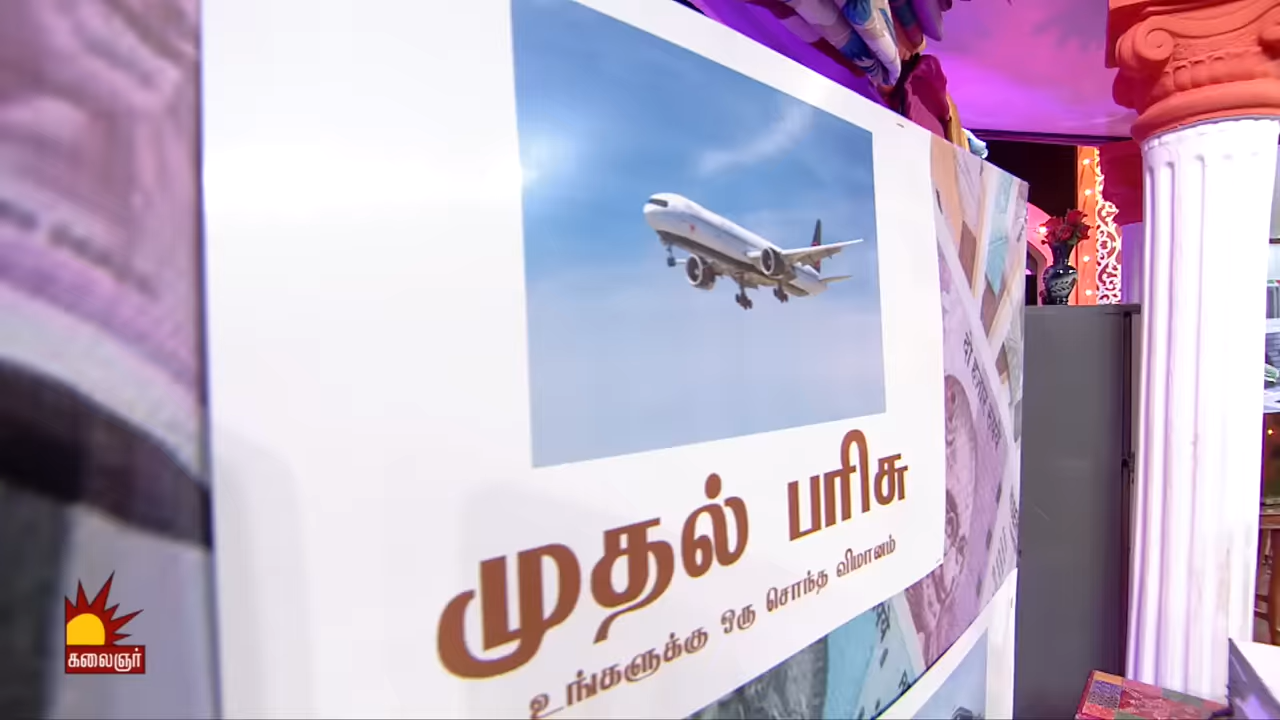 முதல் பரிசு
உங்களுக்கு ஒரு சொந்த விமானம்
கலைஞர்